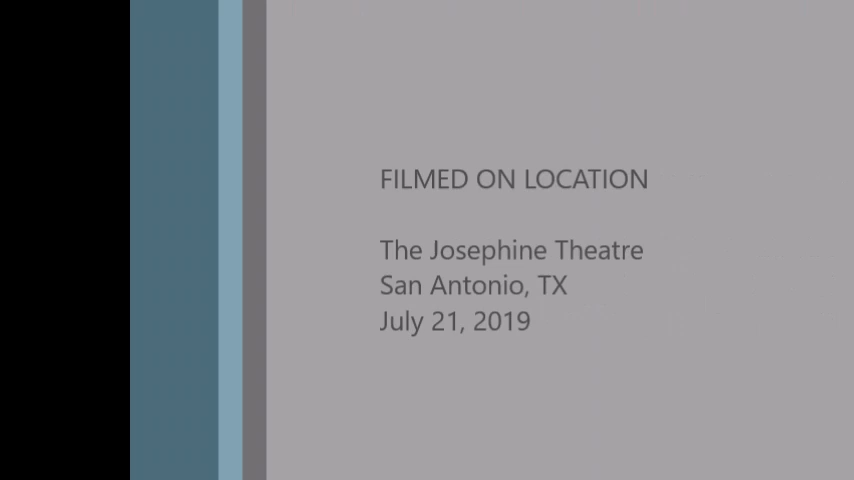 FILMED ON LOCATION
The Josephine Theatre
San Antonio, TX
July 21, 2019